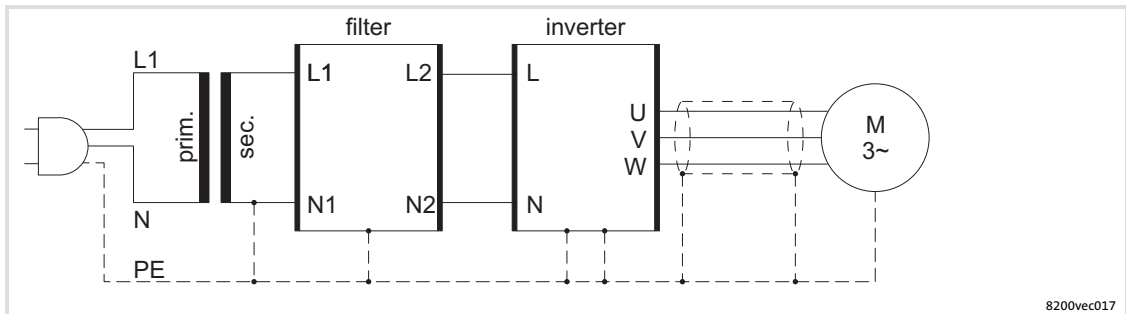 filter inverter
L1 L1 L2 L
prim. sec.
U
V
W
M
3~
N N1 N2 N
PE
8200vec017